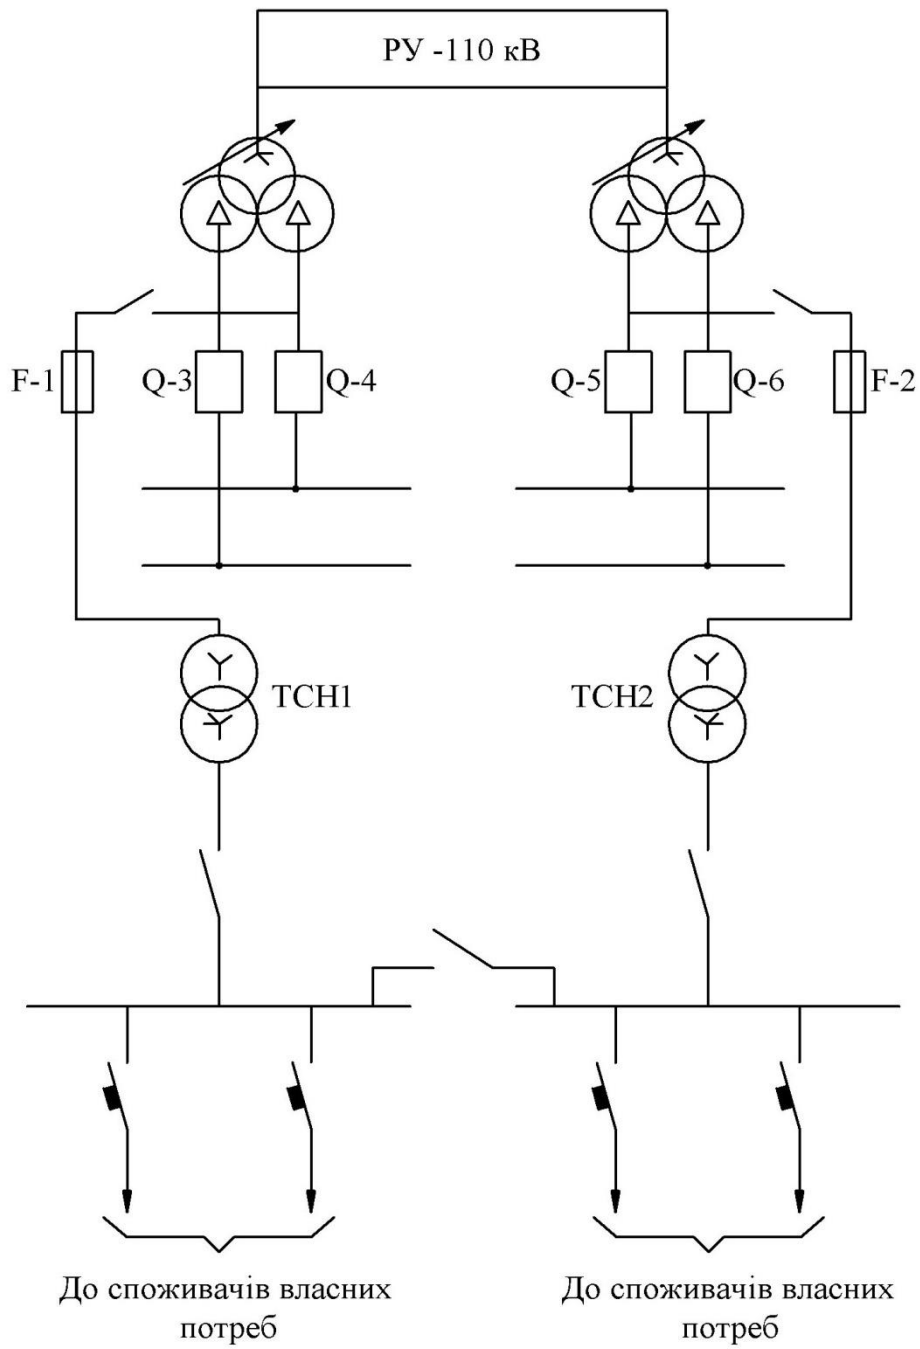 РУ -110 кВ
F-1
Q-3
Q-4
Q-5
Q-6
F-2
ТСН1
ТСН2
До споживачів власних
потреб
До споживачів власних
потреб